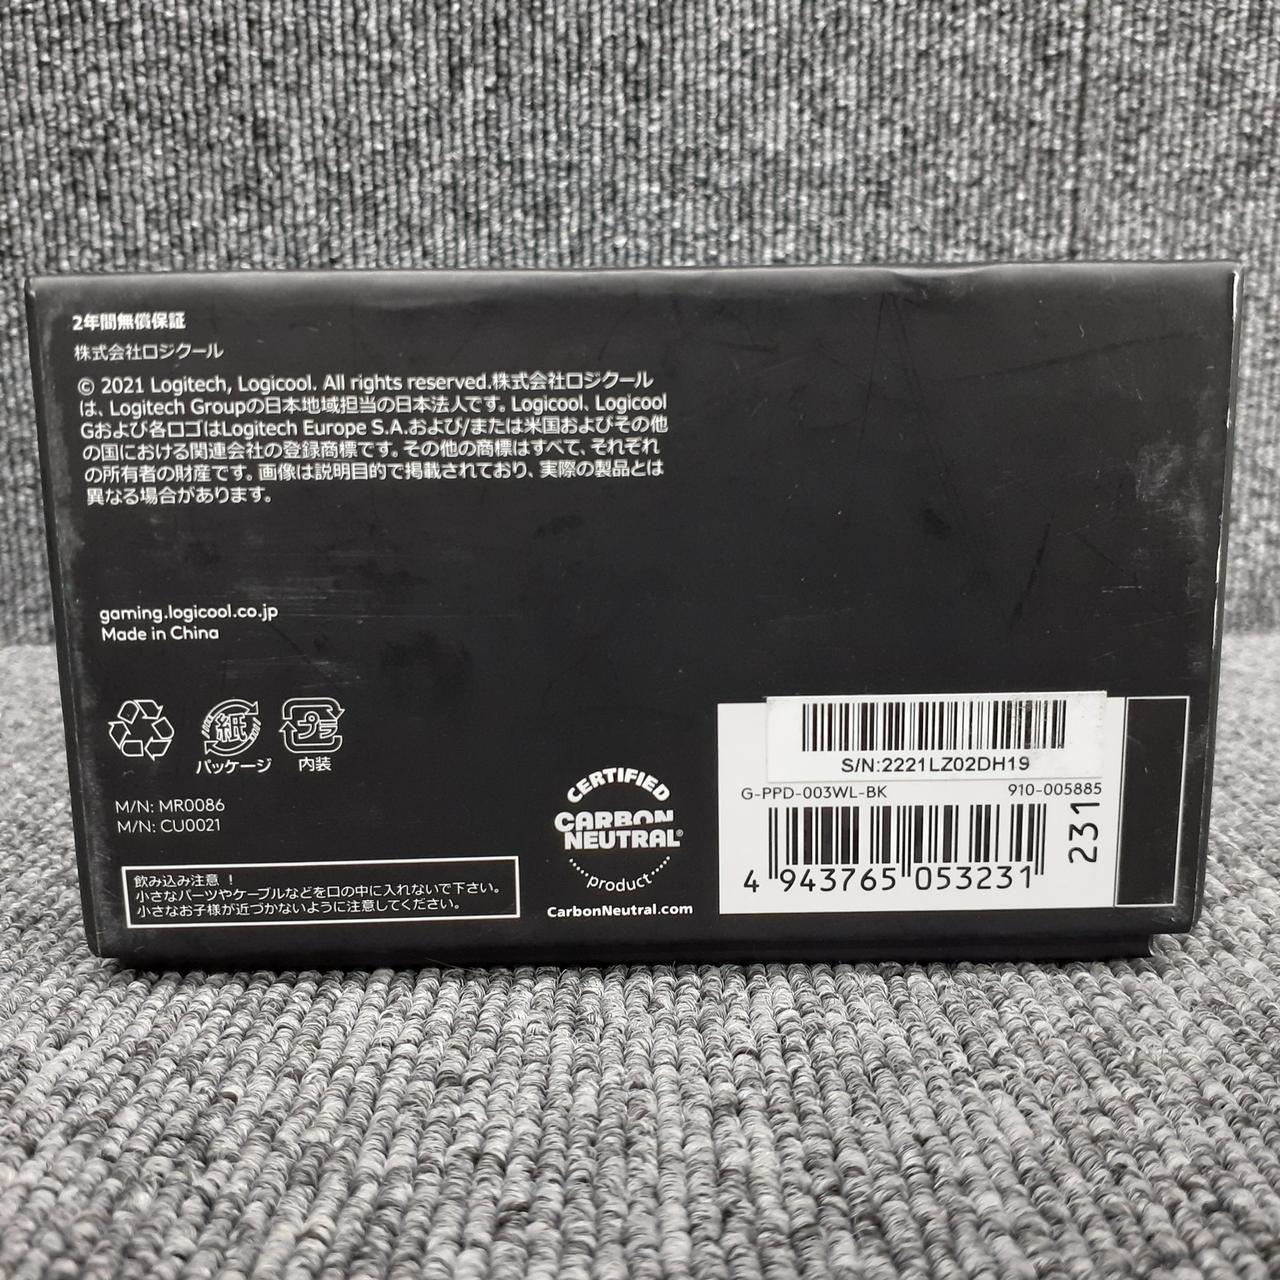 2年間無償保証
株式会社ロジクール
© 2021 Logitech, Logicool. All rights reserved.株式会社ロジクール
は、Logitech Groupの日本地域担当の日本法人です。Logicool、Logicool
Gおよび各ロゴはLogitech Europe S.A.および/または米国およびその他
の国における関連会社の登録商標です。その他の商標はすべて、それぞれ
の所有者の財産です。画像は説明目的で掲載されており、実際の製品とは
異なる場合があります。
gaming.logicool.co.jp
Made in China
紙
プラ
パッケージ
内装
M/N: MR0086
M/N: CU0021
飲み込み注意 !
小さなパーツやケーブルなどを口の中に入れないで下さい。
小さなお子様が近づかないように注意してください。
CERTIFIED
CARBON
NEUTRAL®
product
CarbonNeutral.com
S/N:2221LZ02DH19
G-PPD-003WL-BK 910-005885
4 943765 053231
231